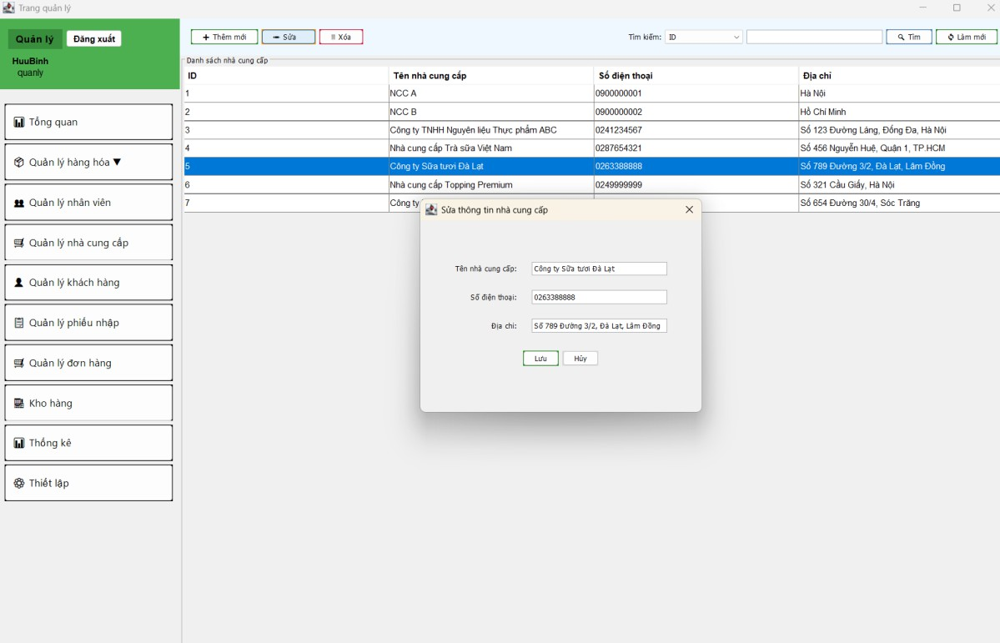 Trang quản lý
Quản lý Đăng xuất
HuuBinh
quanly
Tổng quan
Quản lý hàng hóa ▼
Quản lý nhân viên
Quản lý nhà cung cấp
Quản lý khách hàng
Quản lý phiếu nhập
Quản lý đơn hàng
Kho hàng
Thống kê
Thiết lập
Thêm mới Sửa Xóa Tìm kiếm: ID Tìm Làm mới
Danh sách nhà cung cấp
ID Tên nhà cung cấp Số điện thoại Địa chỉ
1 NCC A 0900000001 Hà Nội
2 NCC B 0900000002 Hồ Chí Minh
3 Công ty TNHH Nguyên liệu Thực phẩm ABC 0241234567 Số 123 Đường Láng, Đống Đa, Hà Nội
4 Nhà cung cấp Trà sữa Việt Nam 0287654321 Số 456 Nguyễn Huệ, Quận 1, TP.HCM
5 Công ty Sữa tươi Đà Lạt 0263388888 Số 789 Đường 3/2, Đà Lạt, Lâm Đồng
6 Nhà cung cấp Topping Premium 0249999999 Số 321 Cầu Giấy, Hà Nội
7 Công ty Số 654 Đường 30/4, Sóc Trăng
Sửa thông tin nhà cung cấp
Tên nhà cung cấp: Công ty Sữa tươi Đà Lạt
Số điện thoại: 0263388888
Địa chỉ: Số 789 Đường 3/2, Đà Lạt, Lâm Đồng
Lưu Hủy